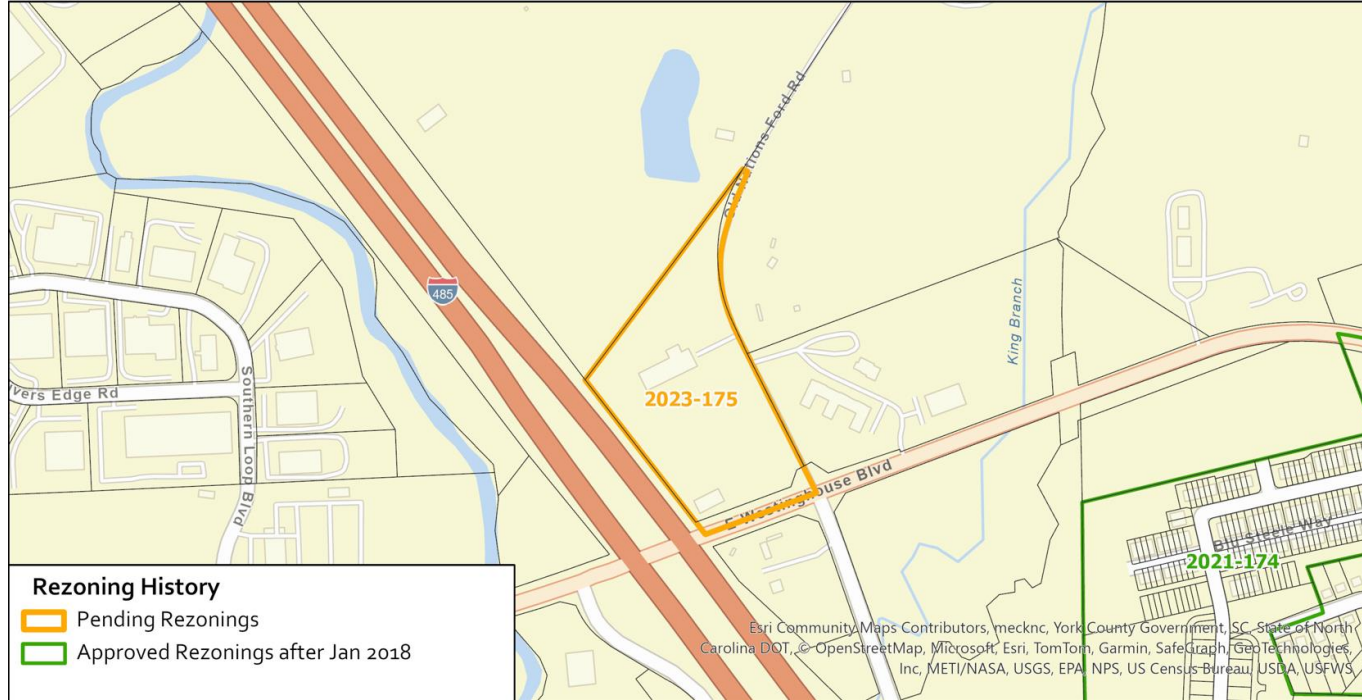 Old Nations Ford Rd
485
King Branch
vers Edge Rd
Southern Loop Blvd
2023-175
E Westinghouse Blvd
Bill Steele Way
2021-174
Rezoning History
Pending Rezonings
Approved Rezonings after Jan 2018
Esri Community Maps Contributors, mecknc, York County Government, SC, State of North
Carolina DOT, © OpenStreetMap, Microsoft, Esri, TomTom, Garmin, SafeGraph, GeoTechnologies,
Inc, METI/NASA, USGS, EPA, NPS, US Census Bureau, USDA, USFWS